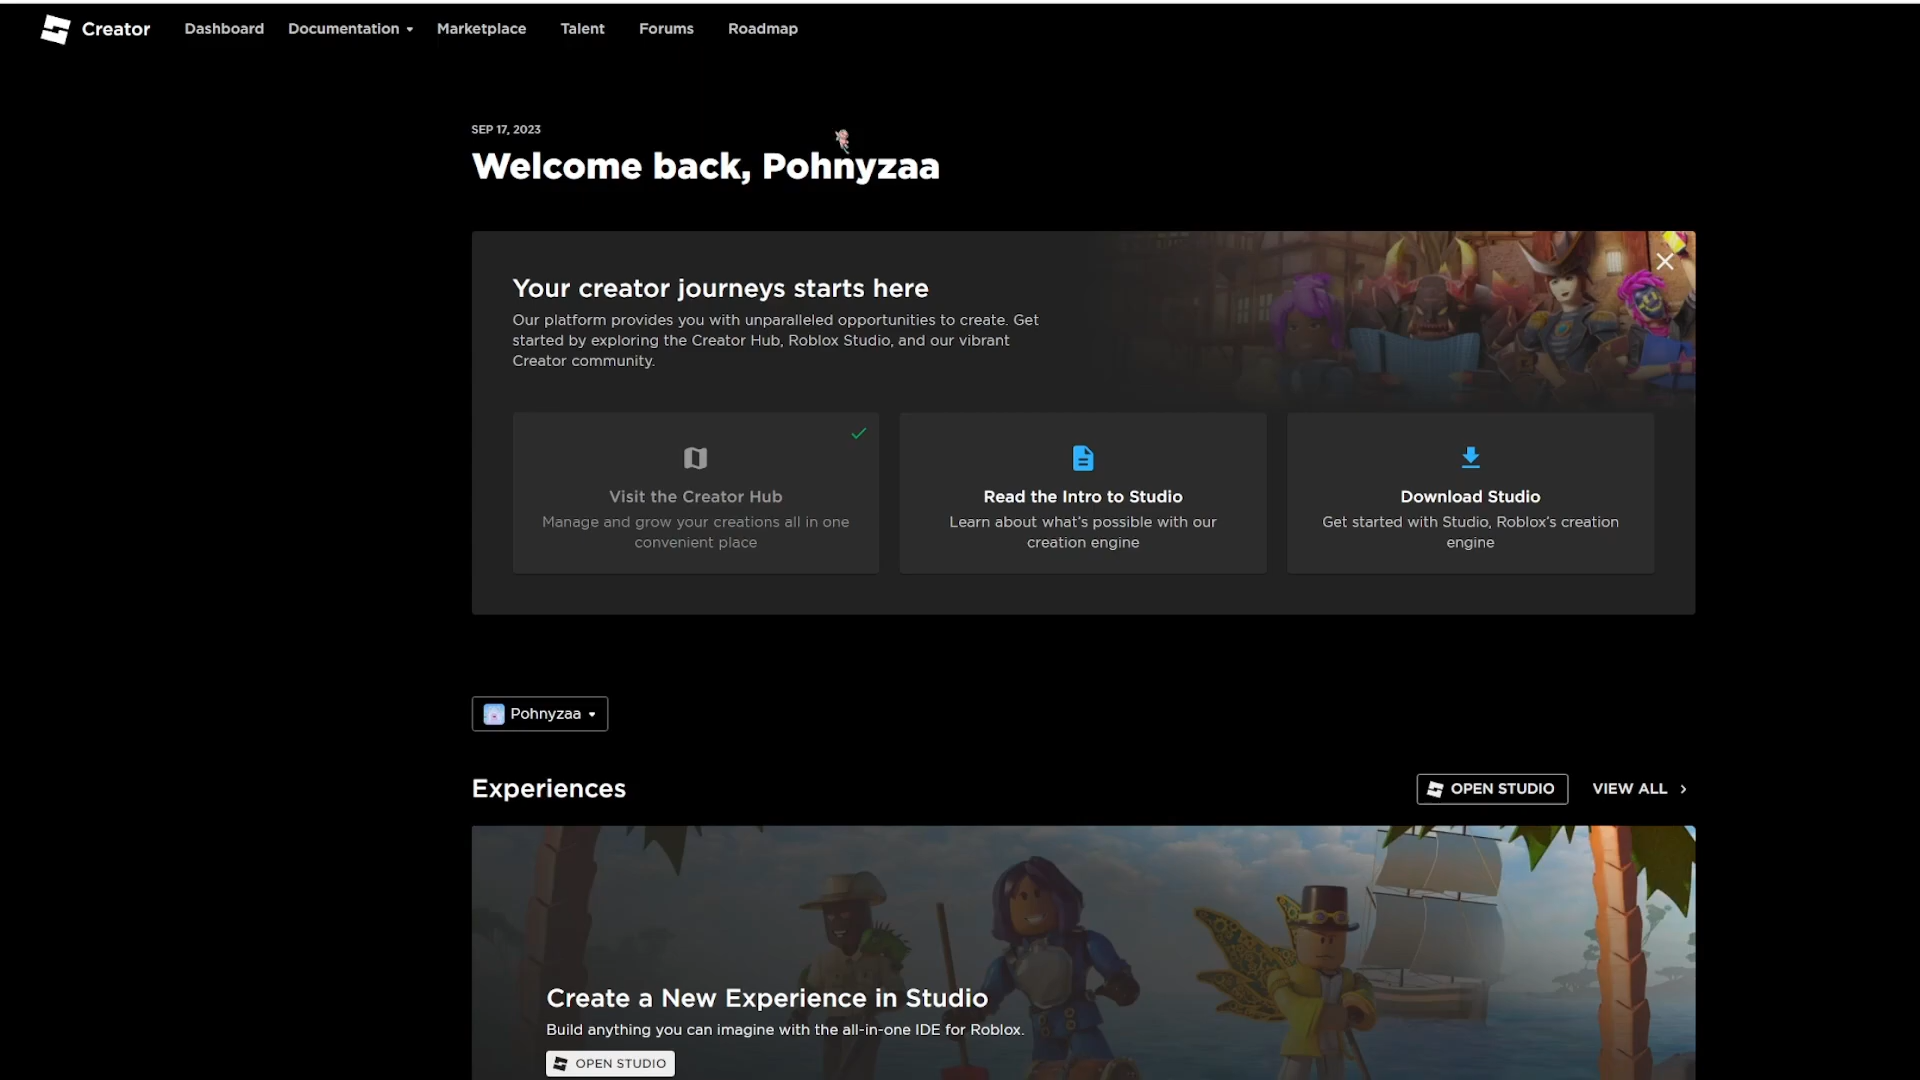 Creator
Dashboard
Documentation
Marketplace
Talent
Forums
Roadmap
SEP 17, 2023
Welcome back, Pohnyzaa
Your creator journeys starts here
Our platform provides you with unparalleled opportunities to create. Get
started by exploring the Creator Hub, Roblox Studio, and our vibrant
Creator community.
Visit the Creator Hub
Manage and grow your creations all in one
convenient place
Read the Intro to Studio
Learn about what's possible with our
creation engine
Download Studio
Get started with Studio, Roblox's creation
engine
Pohnyzaa
Experiences
OPEN STUDIO
VIEW ALL
Create a New Experience in Studio
Build anything you can imagine with the all-in-one IDE for Roblox.
OPEN STUDIO